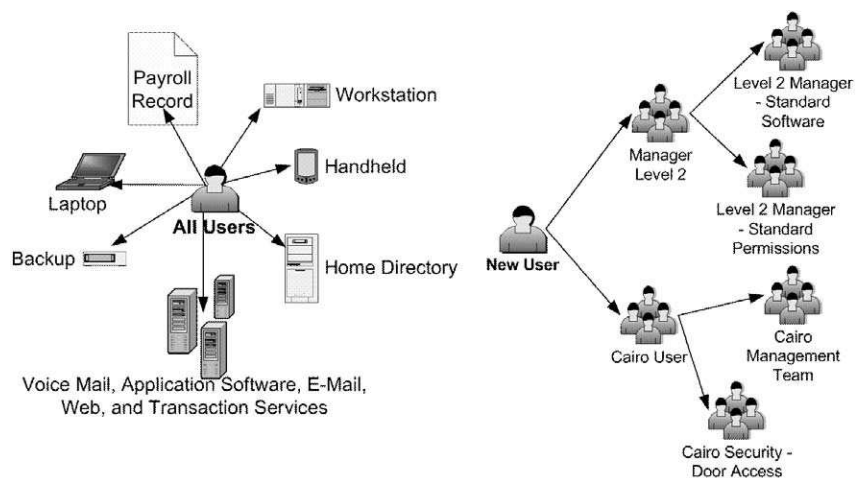 Payroll
Record
Workstation
Handheld
Laptop
All Users
Backup
Home Directory
Voice Mail, Application Software, E-Mail,
Web, and Transaction Services
Level 2 Manager
- Standard
Software
Manager
Level 2
Level 2 Manager
- Standard
Permissions
New User
Cairo User
Cairo
Management
Team
Cairo Security -
Door Access